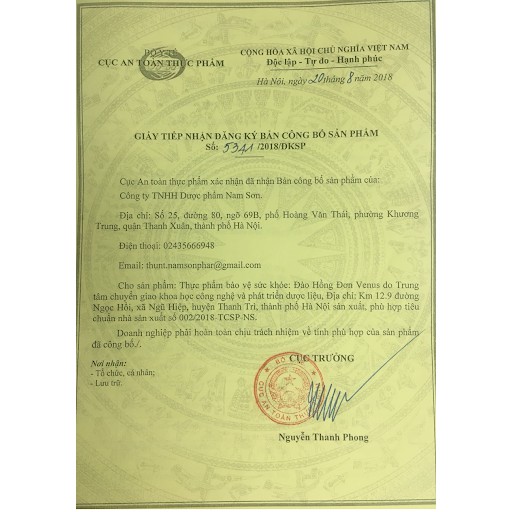 BỘ Y TẾ
CỤC AN TOÀN THỰC PHẨM
CỘNG HÒA XÃ HỘI CHỦ NGHĨA VIỆT NAM
Độc lập - Tự do - Hạnh phúc
Hà Nội, ngày 20 tháng 8 năm 2018
GIẤY TIẾP NHẬN ĐĂNG KÝ BẢN CÔNG BỐ SẢN PHẨM
Số: 5341 /2018/ĐKSP
Cục An toàn thực phẩm xác nhận đã nhận Bản công bố sản phẩm của:
Công ty TNHH Dược phẩm Nam Sơn.
Địa chỉ: Số 25, đường 80, ngõ 69B, phố Hoàng Văn Thái, phường Khương
Trung, quận Thanh Xuân, thành phố Hà Nội.
Điện thoại: 02435666948
Email: thunt.namsonphar@gmail.com
Cho sản phẩm: Thực phẩm bảo vệ sức khỏe: Đào Hồng Đơn Venus do Trung
tâm chuyển giao khoa học công nghệ và phát triển dược liệu, Địa chỉ: Km 12.9 đường
Ngọc Hồi, xã Ngũ Hiệp, huyện Thanh Trì, thành phố Hà Nội sản xuất, phù hợp tiêu
chuẩn nhà sản xuất số 002/2018-TCSP-NS.
Doanh nghiệp phải hoàn toàn chịu trách nhiệm về tính phù hợp của sản phẩm
đã công bố./.
Nơi nhận:
- Tổ chức, cá nhân;
- Lưu trữ.
CỤC TRƯỞNG
BỘ Y TẾ
CỤC AN TOÀN THỰC PHẨM
Nguyễn Thanh Phong